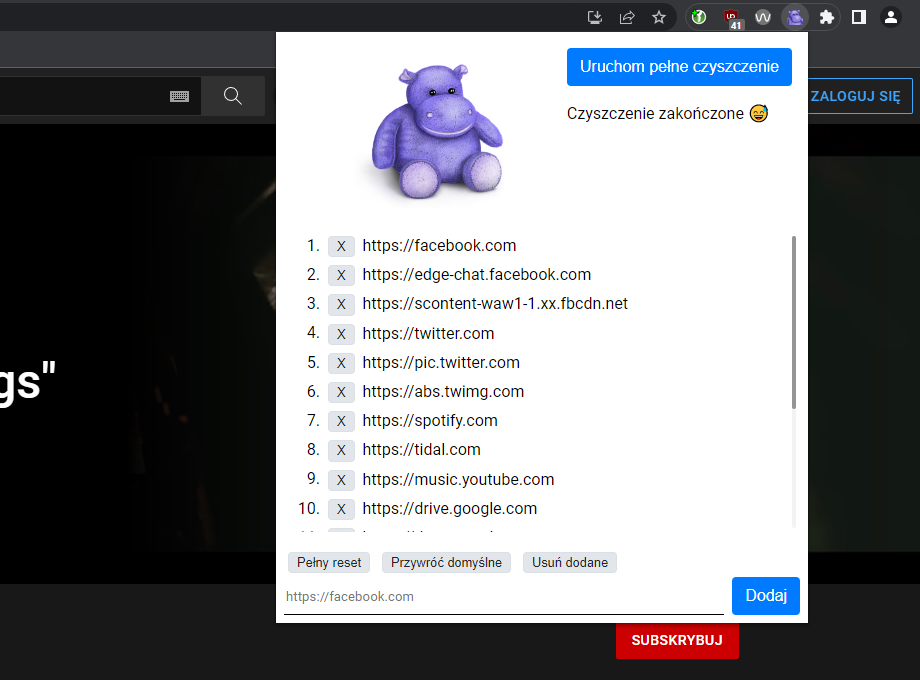 41
Uruchom pełne czyszczenie
Czyszczenie zakończone 😅
ZALOGUJ SIĘ
1. X https://facebook.com
2. X https://edge-chat.facebook.com
3. X https://scontent-waw1-1.xx.fbcdn.net
4. X https://twitter.com
5. X https://pic.twitter.com
6. X https://abs.twimg.com
7. X https://spotify.com
8. X https://tidal.com
9. X https://music.youtube.com
10. X https://drive.google.com
gs"
Pełny reset Przywróć domyślne Usuń dodane
https://facebook.com Dodaj
SUBSKRYBUJ